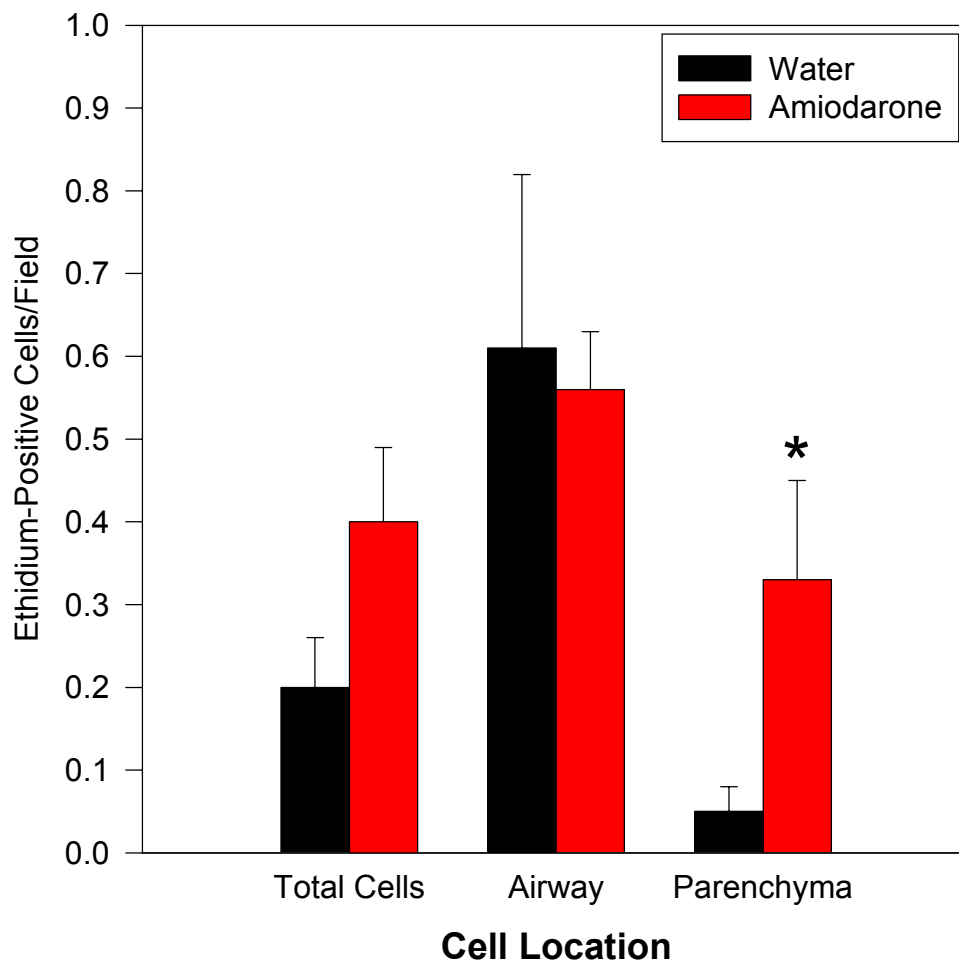 1.0
0.9
0.8
0.7
0.6
0.5
0.4
0.3
0.2
0.1
0.0
Ethidium-Positive Cells/Field
Water
Amiodarone
*
Total Cells Airway Parenchyma
Cell Location